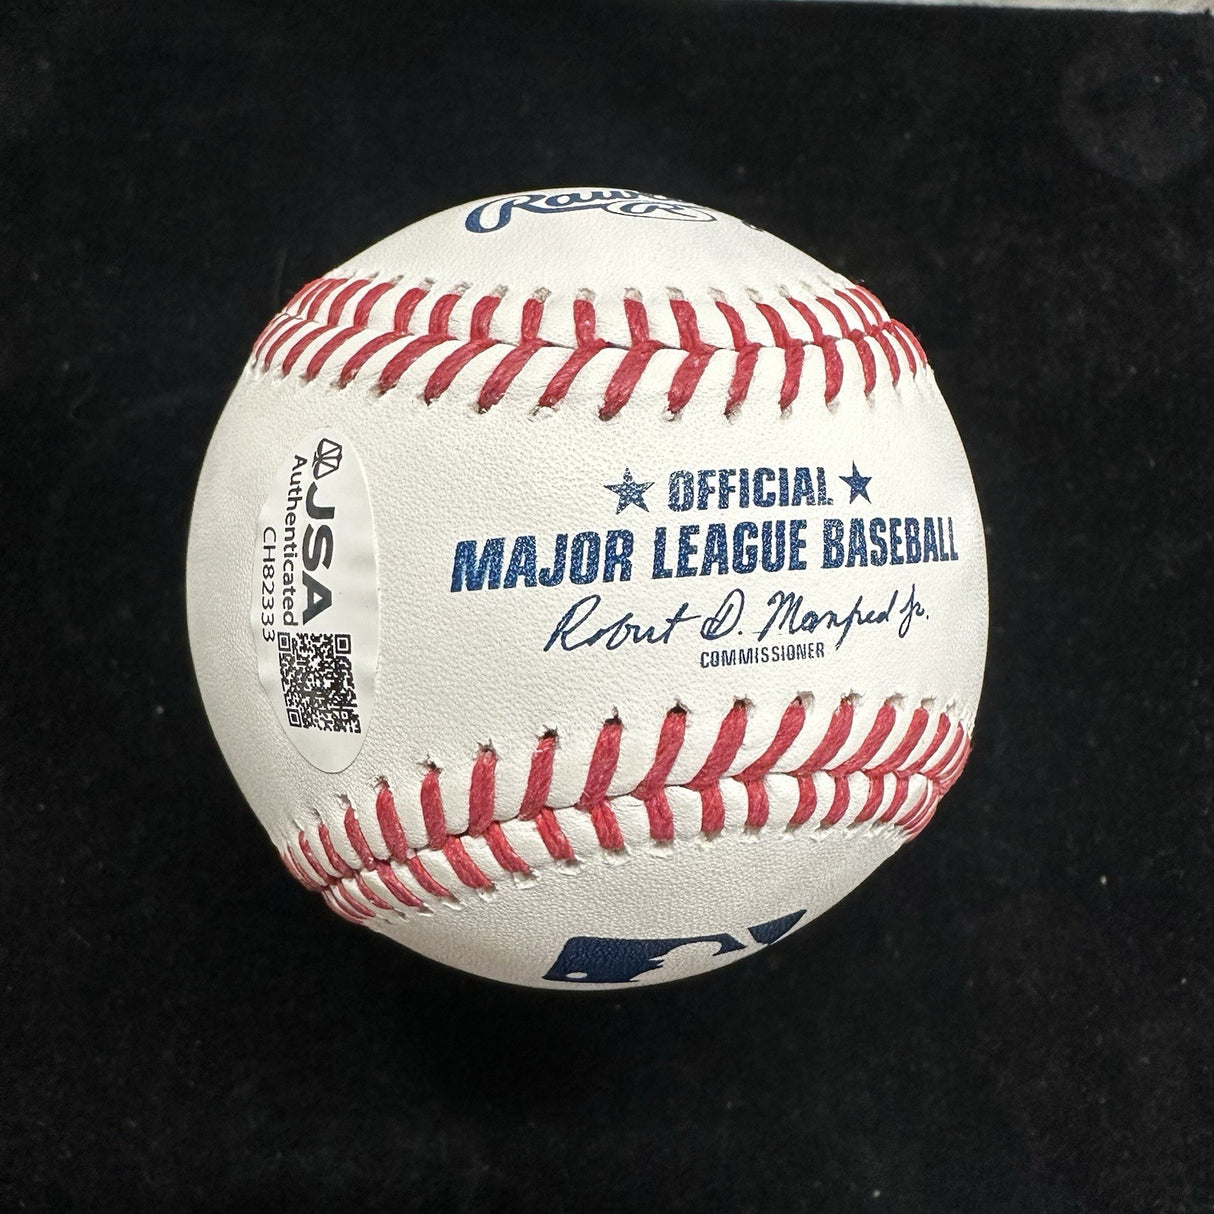 ★ OFFICIAL ★
MAJOR LEAGUE BASEBALL
Robert D. Manfred Jr.
COMMISSIONER
JSA
Authenticated
CH82333